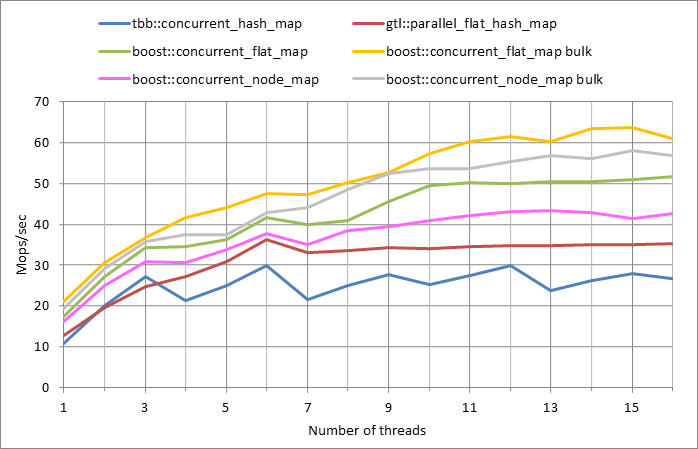 tbb::concurrent_hash_map gtl::parallel_flat_hash_map
boost::concurrent_flat_map boost::concurrent_flat_map bulk
boost::concurrent_node_map boost::concurrent_node_map bulk
70
60
50
40
30
20
10
0
Mops/sec
1 3 5 7 9 11 13 15
Number of threads